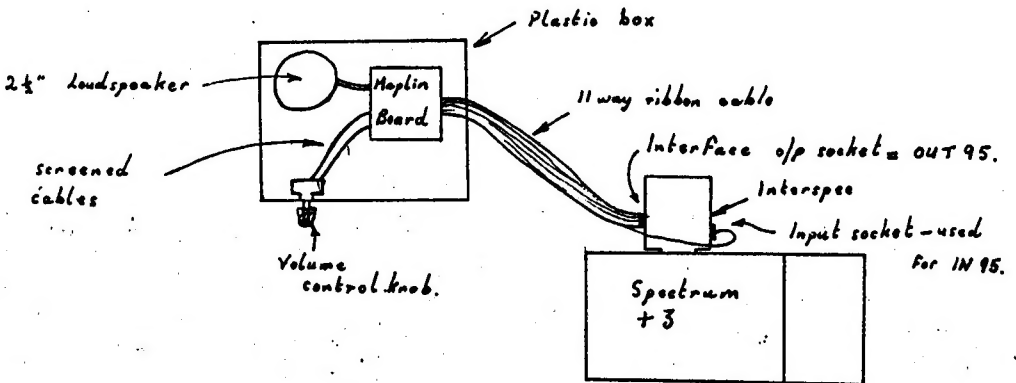 Plastic box
2½" Loudspeaker
Maplin
Board
11 way ribbon cable
screened
cables
Interface o/p socket = OUT 95.
Interspec
Input socket - used
For IN 95.
Volume
control knob.
Spectrum
+3